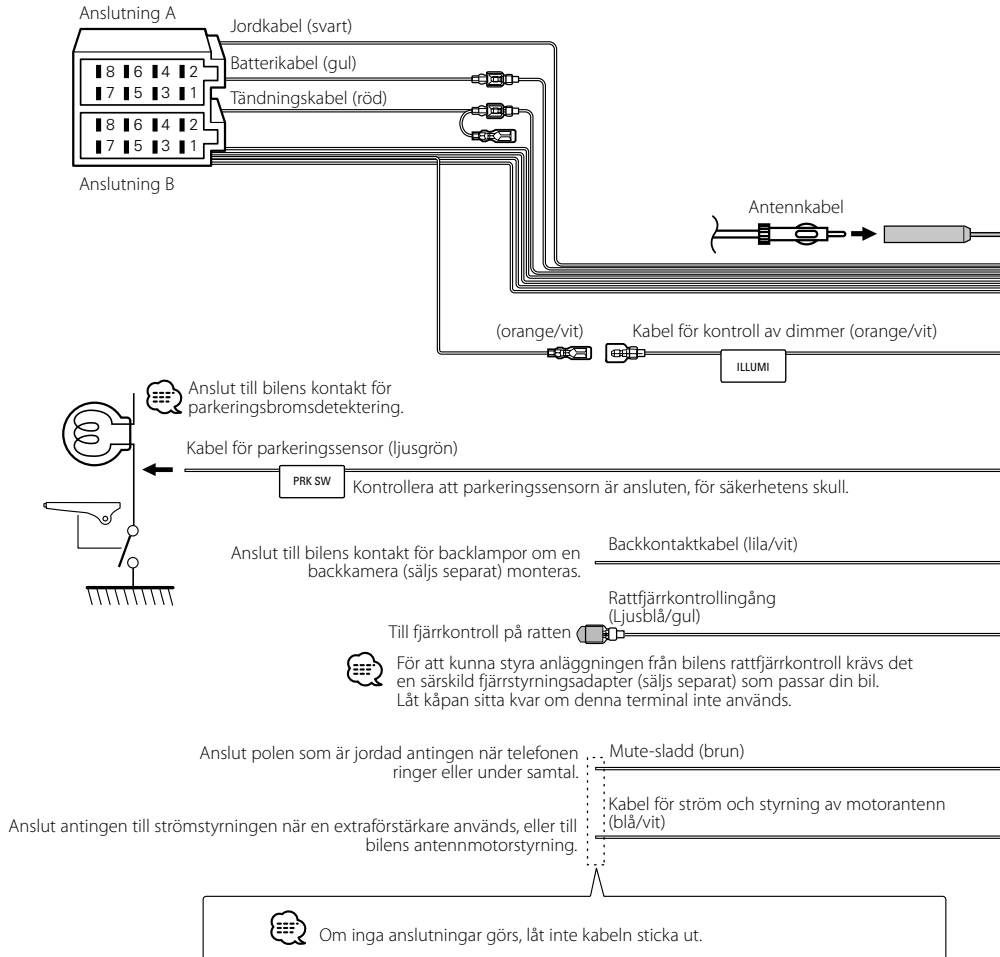 Anslutning A
Jordkabel (svart)
Batterikabel (gul)
8 6 4 2
7 5 3 1
Tändningskabel (röd)
8 6 4 2
7 5 3 1
Anslutning B
Antennkabel
(orange/vit)
Kabel för kontroll av dimmer (orange/vit)
ILLUMI
Anslut till bilens kontakt för
parkeringsbromsdetektering.
Kabel för parkeringssensor (ljusgrön)
PRK SW
Kontrollera att parkeringssensorn är ansluten, för säkerhetens skull.
Anslut till bilens kontakt för backlampor om en
backkamera (säljs separat) monteras.
Backkontaktkabel (lila/vit)
Rattfjärrkontrollingång
(Ljusblå/gul)
Till fjärrkontroll på ratten
För att kunna styra anläggningen från bilens rattfjärrkontroll krävs det
en särskild fjärrstyrningsadapter (säljs separat) som passar din bil.
Låt kåpan sitta kvar om denna terminal inte används.
Anslut polen som är jordad antingen när telefonen
ringer eller under samtal.
Mute-sladd (brun)
Kabel för ström och styrning av motorantenn
(blå/vit)
Anslut antingen till strömstyrningen när en extraförstärkare används, eller till
bilens antennmotorstyrning.
Om inga anslutningar görs, låt inte kabeln sticka ut.